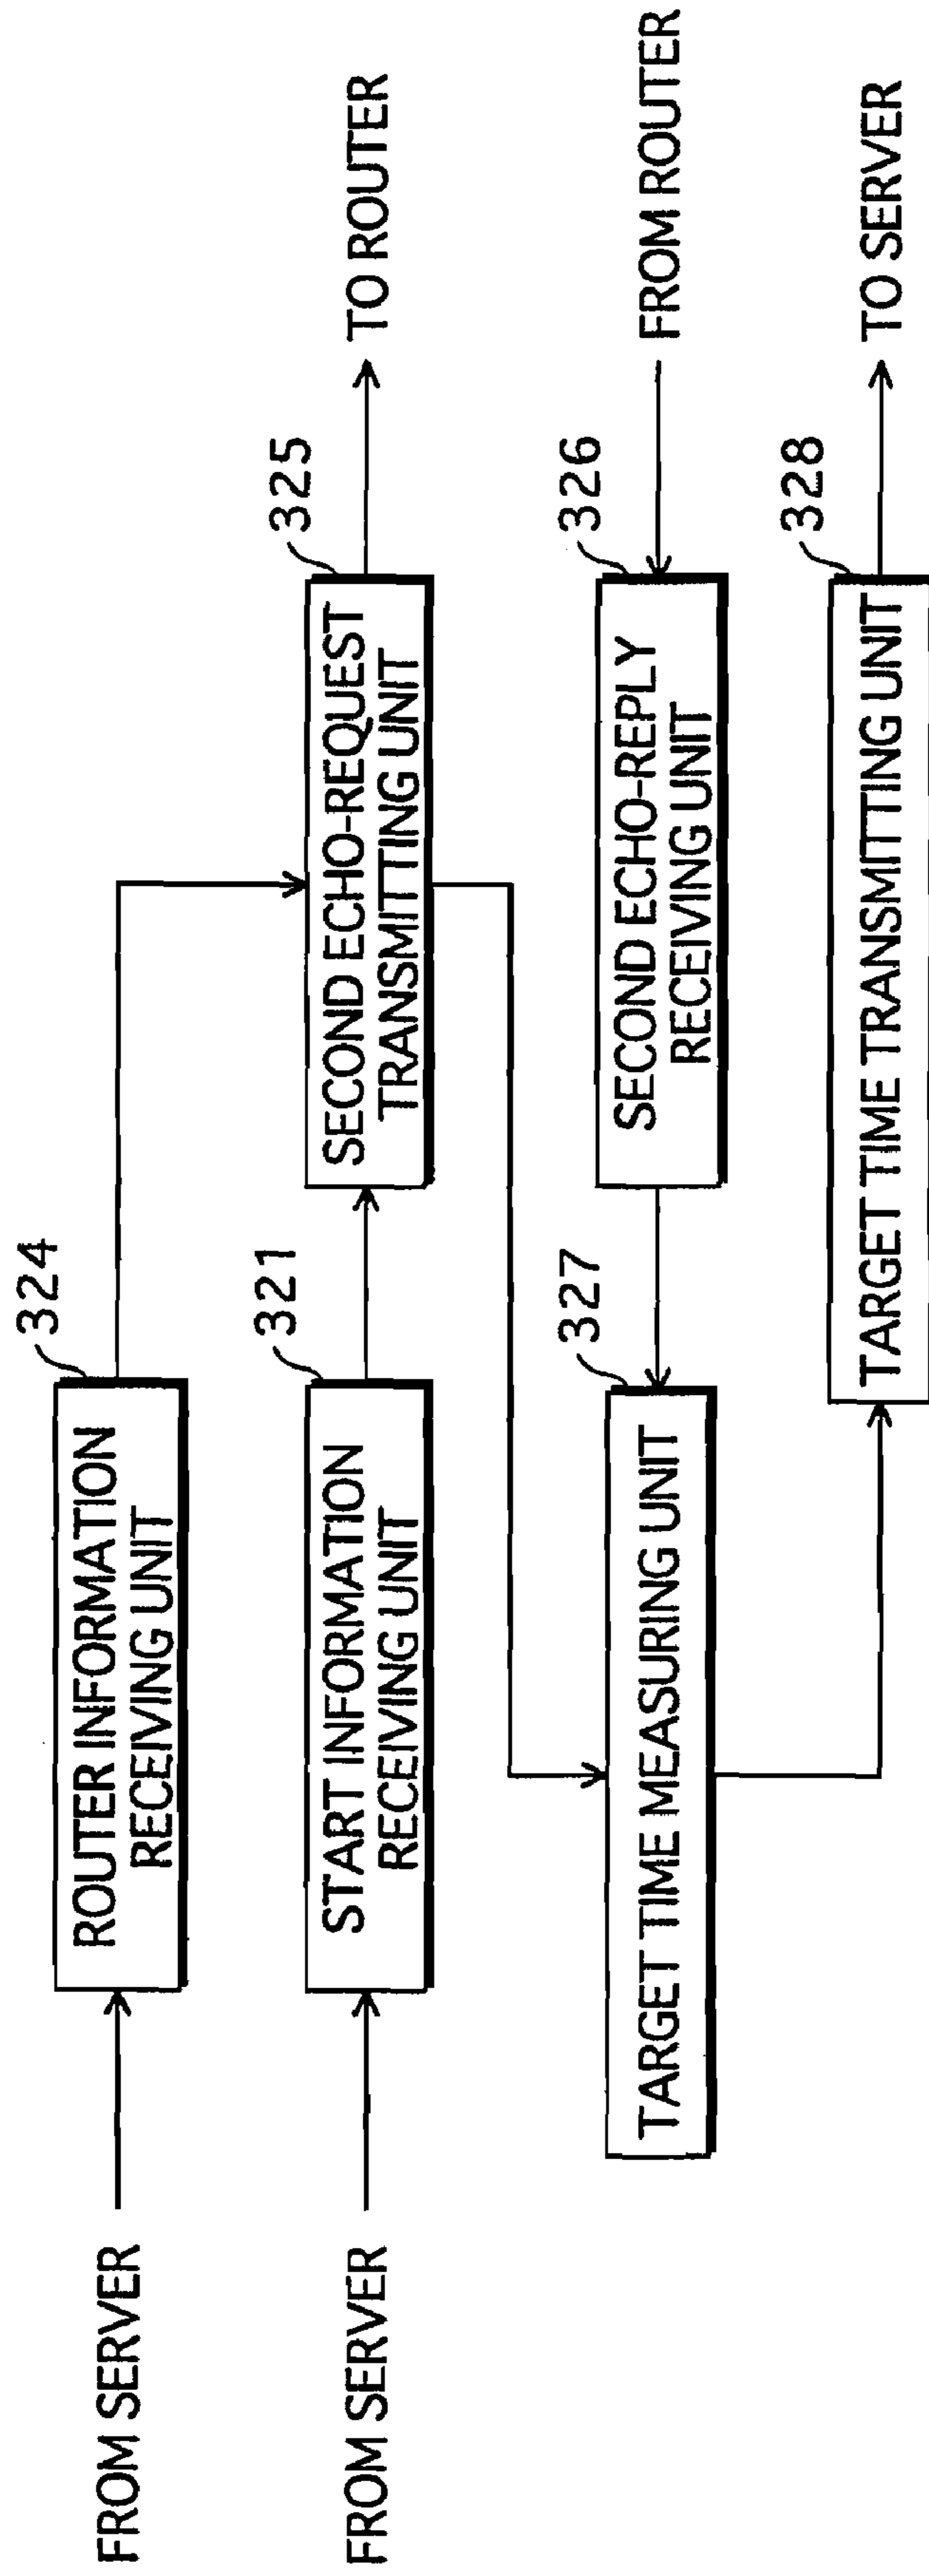 324
FROM SERVER
ROUTER INFORMATION
RECEIVING UNIT
321
325
FROM SERVER
START INFORMATION
RECEIVING UNIT
SECOND ECHO-REQUEST
TRANSMITTING UNIT
TO ROUTER
327
326
TARGET TIME MEASURING UNIT
SECOND ECHO-REPLY
RECEIVING UNIT
FROM ROUTER
328
TARGET TIME TRANSMITTING UNIT
TO SERVER